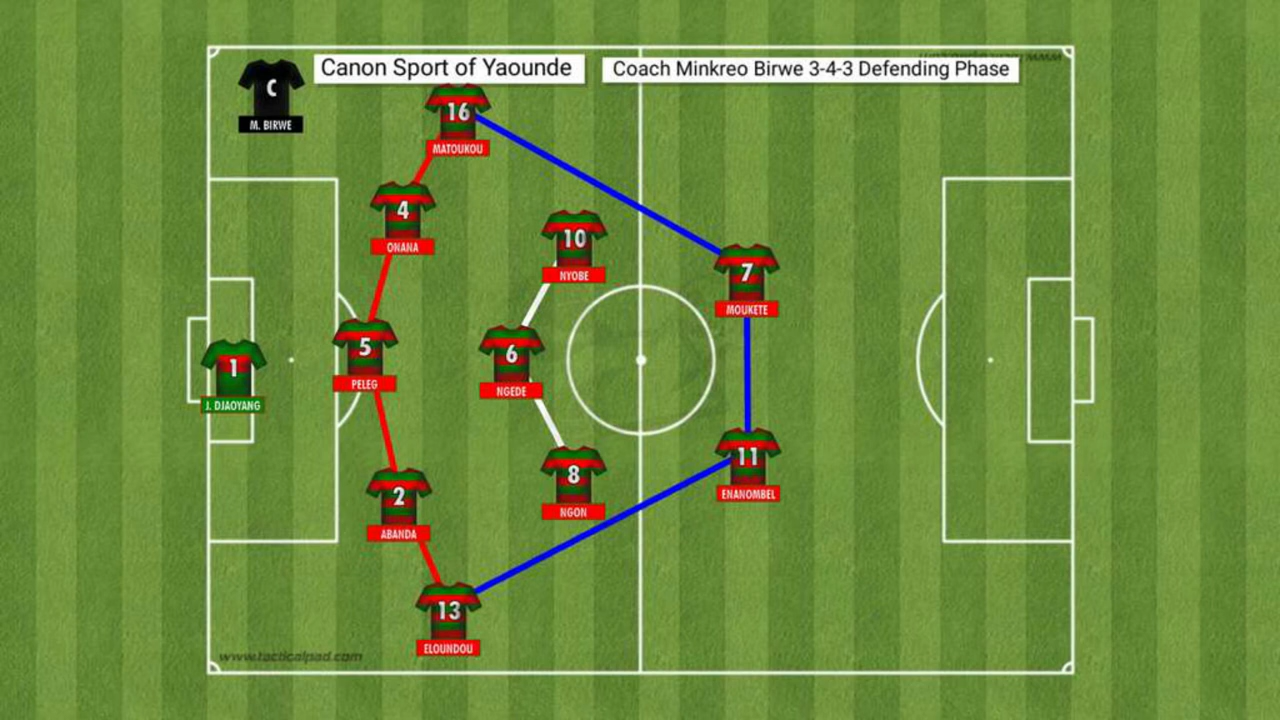 Canon Sport of Yaounde
Coach Minkreo Birwe 3-4-3 Defending Phase
C
M. BIRWE
16
MATOUKOU
4
ONANA
10
NYOBE
7
MOUKETE
5
PELEG
6
NGEDE
1
J. DJAOYANG
11
ENANOMBEL
8
NGON
2
ABANDA
13
ELOUNDOU
www.tacticalpad.com